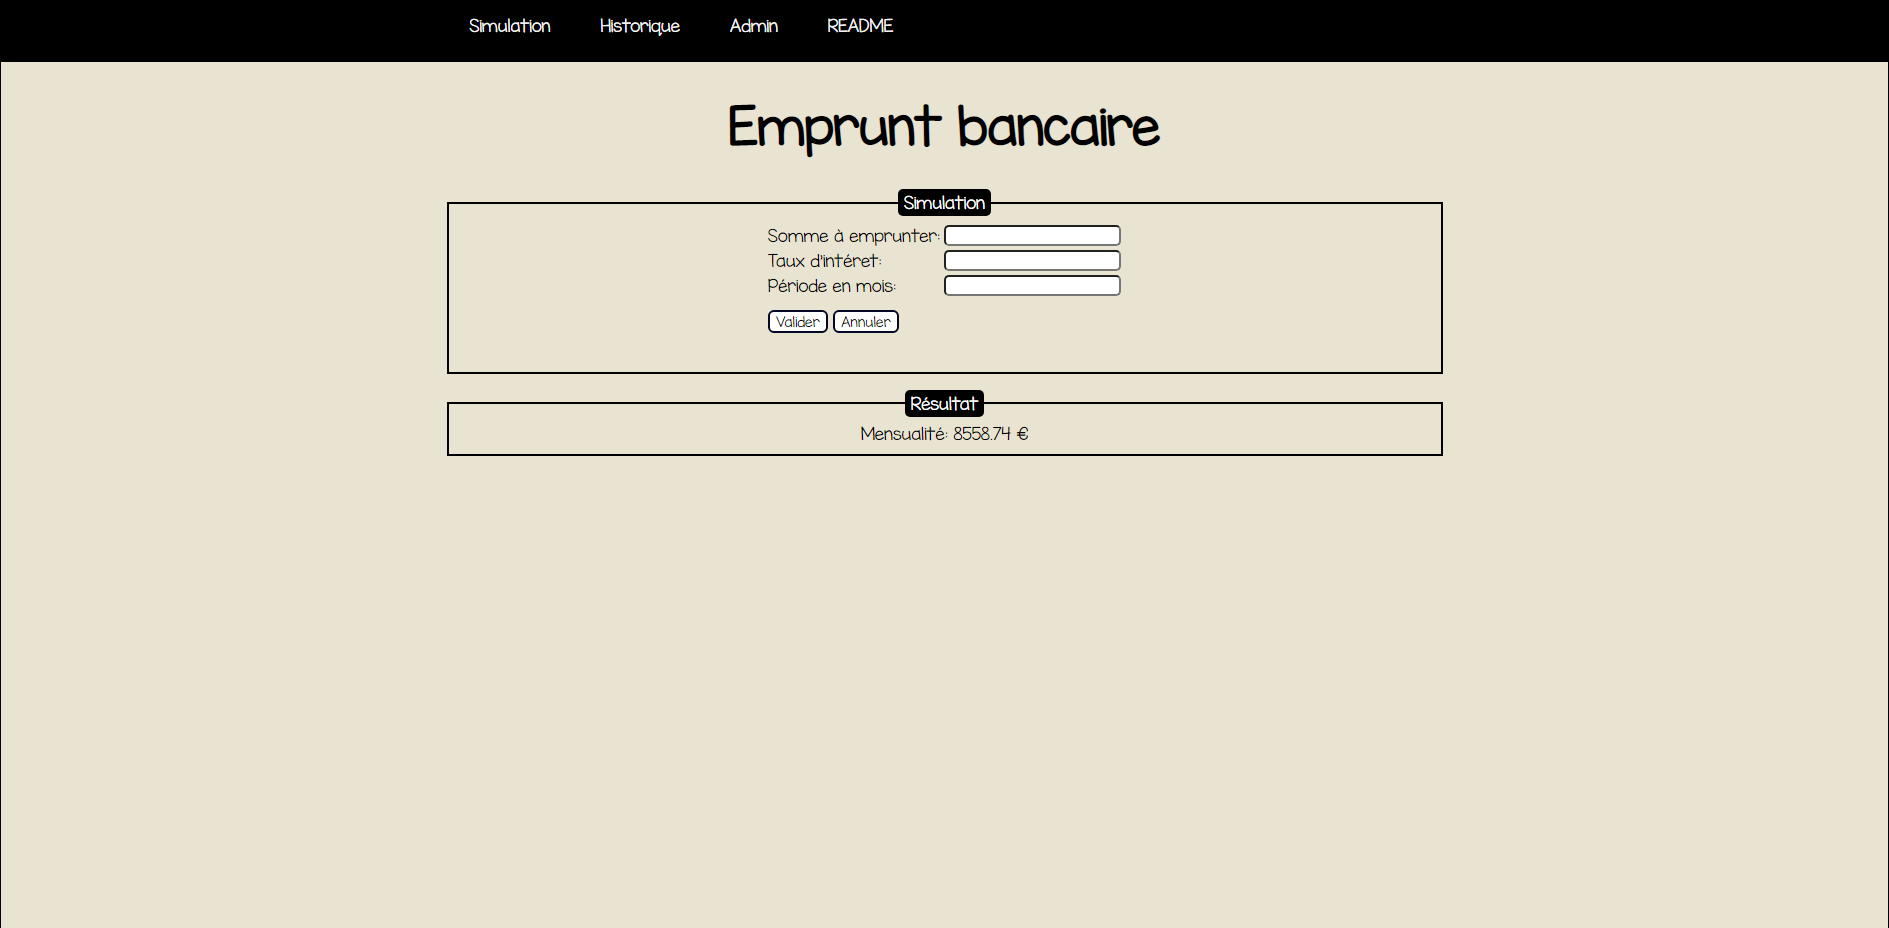 Simulation Historique Admin README
Emprunt bancaire
Simulation
Somme à emprunter:
Taux d'intéret:
Période en mois:
Valider Annuler
Résultat
Mensualité: 8558.74 €